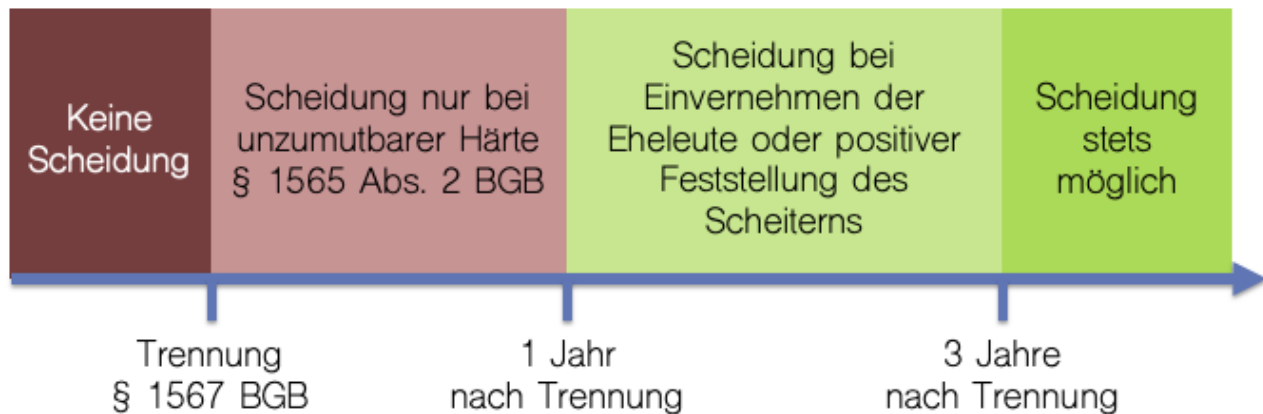 Keine
Scheidung
Scheidung nur bei
unzumutbarer Härte
§ 1565 Abs. 2 BGB
Scheidung bei
Einvernehmen der
Eheleute oder positiver
Feststellung des
Scheiterns
Scheidung
stets
möglich
Trennung
§ 1567 BGB
1 Jahr
nach Trennung
3 Jahre
nach Trennung